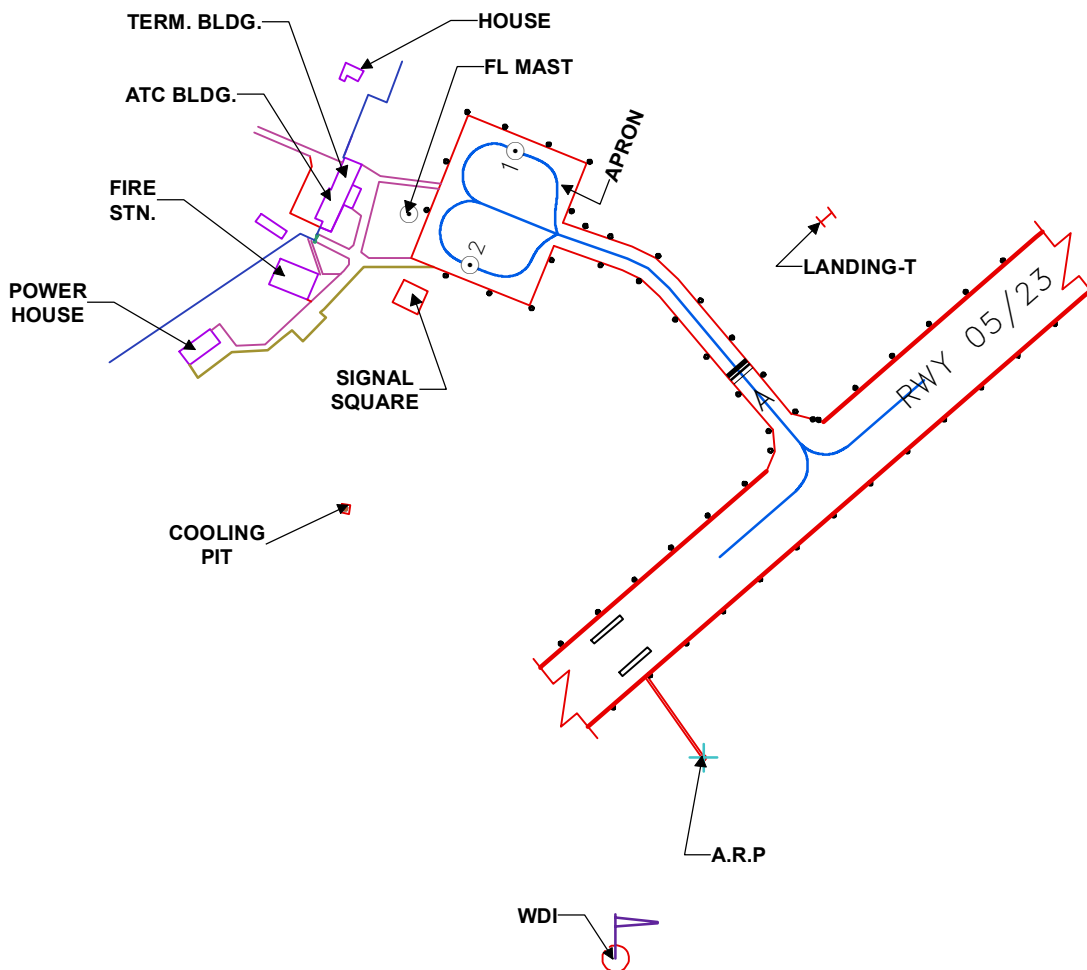 HOUSE
TERM. BLDG.
FL MAST
ATC BLDG.
APRON
1
FIRE
STN.
2
LANDING-T
POWER
HOUSE
RWY 05/23
SIGNAL
SQUARE
A
COOLING
PIT
A.R.P
WDI